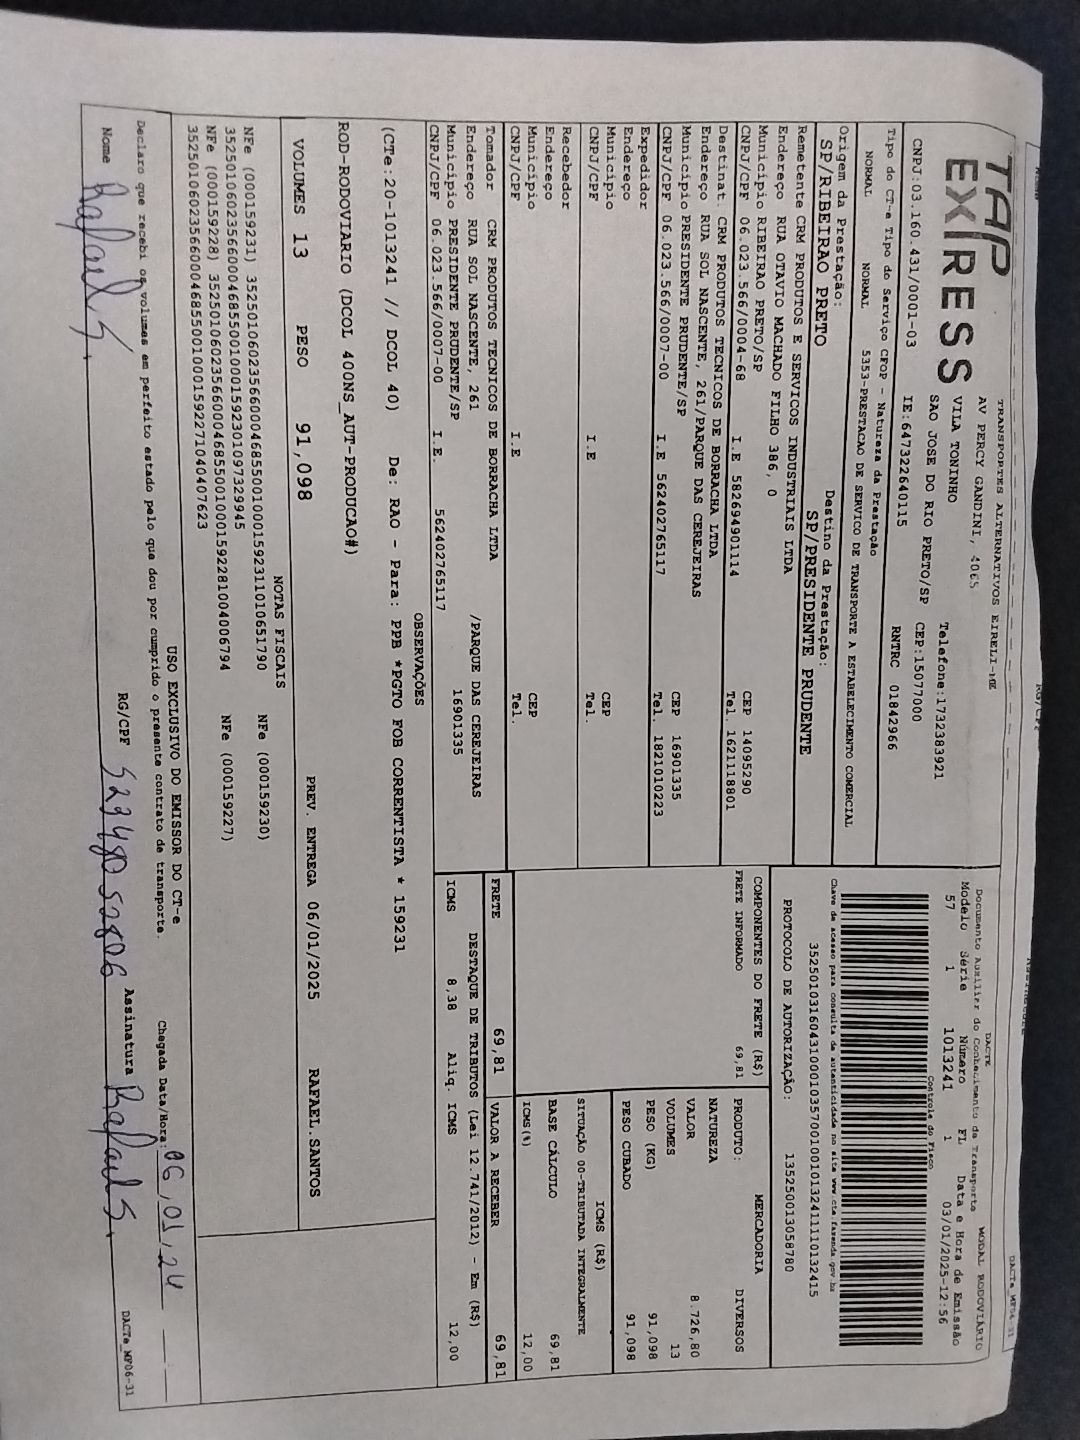 TAP
EXPRESS
TRANSPORTES ALTERNATIVOS EIRELI-ME
AV PERCY GANDINI, 4065
VILA TONINHO Telefone:1732383921
SAO JOSE DO RIO PRETO/SP CEP:15077000
CNPJ:03.160.431/0001-03 IE:647322640115 RNTRC 01842966
Tipo do CT-e Tipo do Serviço CFOP - Natureza da Prestação
NORMAL NORMAL 5353-PRESTACAO DE SERVICO DE TRANSPORTE A ESTABELECIMENTO COMERCIAL
Origem da Prestação: Destino da Prestação:
SP/RIBEIRAO PRETO SP/PRESIDENTE PRUDENTE
DACTE MODAL RODOVIÁRIO
Documento Auxiliar do Conhecimento de Transporte
Modelo Série Número FL Data e Hora de Emissão
57 1 1013241 1 03/01/2025-12:56
Controle do Fisco
Chave de acesso para consulta de autenticidade no site www.cte.fazenda.gov.br
PROTOCOLO DE AUTORIZAÇÃO: 135250013058780
Remetente CRM PRODUTOS E SERVICOS INDUSTRIAIS LTDA
Endereço RUA OTAVIO MACHADO FILHO 386, 0
Município RIBEIRAO PRETO/SP CEP 14095290
CNPJ/CPF 06.023.566/0004-68 I.E 582694901114 Tel. 1621118801
Destinat. CRM PRODUTOS TECNICOS DE BORRACHA LTDA
Endereço RUA SOL NASCENTE, 261/PARQUE DAS CEREJEIRAS
Município PRESIDENTE PRUDENTE/SP CEP 16901335
CNPJ/CPF 06.023.566/0007-00 I.E 562402765117 Tel. 1821010223
Expedidor
Endereço
Município CEP
CNPJ/CPF I.E Tel.
Recebedor
Endereço
Município CEP
CNPJ/CPF I.E Tel.
Tomador CRM PRODUTOS TECNICOS DE BORRACHA LTDA
Endereço RUA SOL NASCENTE, 261 /PARQUE DAS CEREJEIRAS
Município PRESIDENTE PRUDENTE/SP 16901335
CNPJ/CPF 06.023.566/0007-00 I.E. 562402765117
COMPONENTES DO FRETE (R$)
FRETE INFORMADO 69,81
PRODUTO: MERCADORIA
NATUREZA DIVERSOS
VALOR 8.726,80
VOLUMES 13
PESO (KG) 91,098
PESO CUBADO 91,098
ICMS (R$)
SITUAÇÃO 00-TRIBUTADA INTEGRALMENTE
BASE CÁLCULO 69,81
ICMS(%) 12,00
FRETE 69,81 VALOR A RECEBER 69,81
DESTAQUE DE TRIBUTOS (Lei 12.741/2012) - Em (R$)
ICMS 8,38 Aliq. ICMS 12,00
OBSERVAÇÕES
(CTe:20-1013241 // DCOL 40) De: RAO - Para: PPB *PGTO FOB CORRENTISTA * 159231
ROD-RODOVIARIO (DCOL 400NS_AUT-PRODUCAO#)
VOLUMES 13 PESO 91,098 PREV. ENTREGA 06/01/2025 RAFAEL.SANTOS
NOTAS FISCAIS
NFe (000159231) 35250106023566000468550010001592311010651790 NFe (000159230)
35250106023566000468550010001592301097329945
NFe (000159228) 35250106023566000468550010001592281004006794 NFe (000159227)
35250106023566000468550010001592271040407623
USO EXCLUSIVO DO EMISSOR DO CT-e
Declaro que recebi os volumes em perfeito estado pelo que dou por cumprido o presente contrato de transporte. Chegada Data/Hora: 06/01/24
Nome Rafael S. RG/CPF 52348052806 Assinatura Rafael S.
DACTe_MF06-31